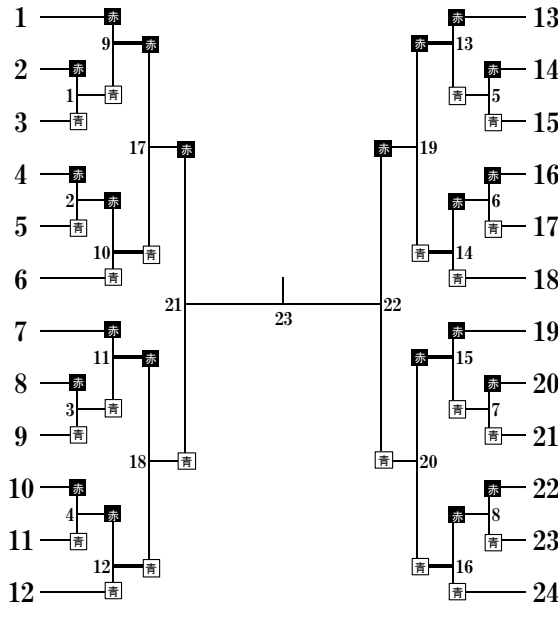 1 赤 赤 13
9 赤 赤 13
2 赤 赤 14
1 青 青 5
3 青 青 15
17 赤 赤 19
4 赤 赤 16
2 赤 赤 6
5 青 青 17
10 青 青 14
6 青 青 18
21 22
23
7 赤 赤 19
11 赤 赤 15
8 赤 赤 20
3 青 青 7
9 青 青 21
18 青 青 20
10 赤 赤 22
4 赤 赤 8
11 青 青 23
12 青 青 16
12 青 青 24